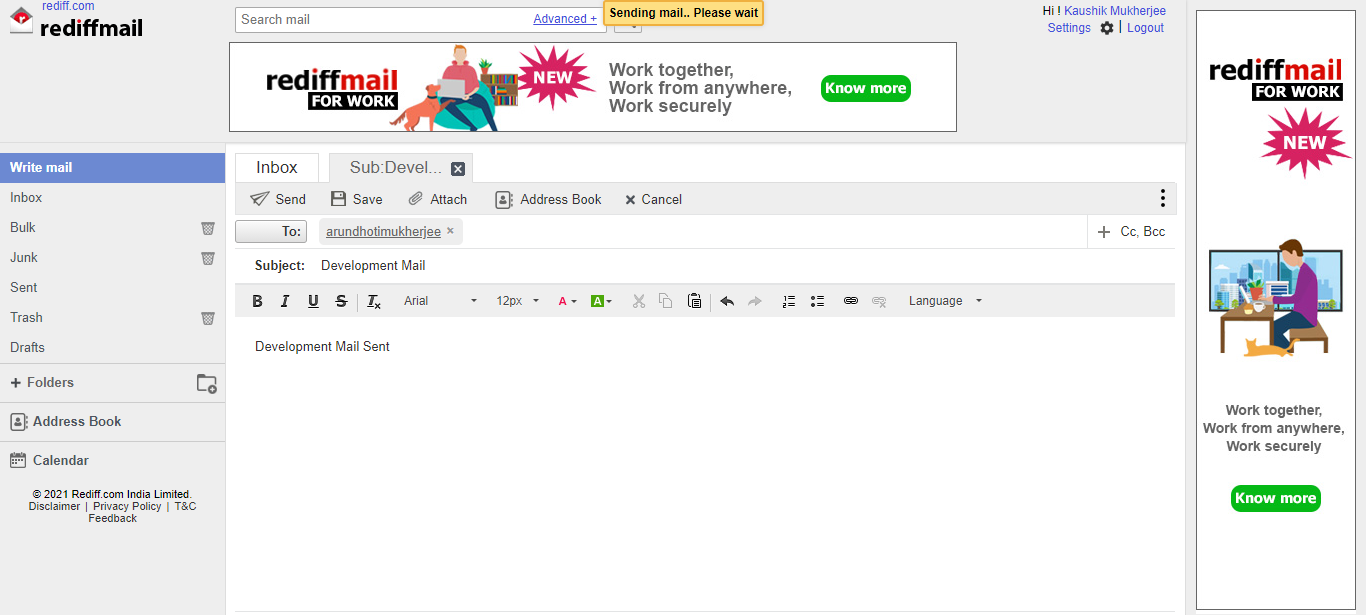 rediff.com
rediffmail
Search mail
Advanced +
Sending mail.. Please wait
Hi ! Kaushik Mukherjee
Settings | Logout
rediffmail
FOR WORK
NEW
Work together,
Work from anywhere,
Work securely
Know more
Write mail
Inbox
Bulk
Junk
Sent
Trash
Drafts
+ Folders
Address Book
Calendar
© 2021 Rediff.com India Limited.
Disclaimer | Privacy Policy | T&C
Feedback
Inbox
Sub:Devel...
Send Save Attach Address Book Cancel
To: arundhotimukherjee × + Cc, Bcc
Subject: Development Mail
B I U S Tx Arial 12px A A Language
Development Mail Sent
rediffmail
FOR WORK
NEW
Work together,
Work from anywhere,
Work securely
Know more